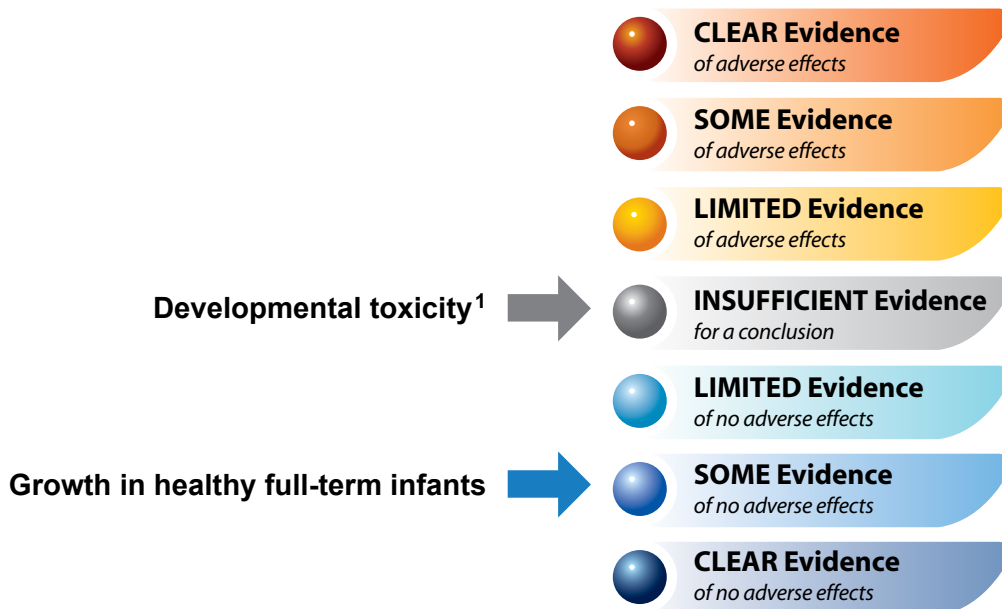 CLEAR Evidence
of adverse effects
SOME Evidence
of adverse effects
LIMITED Evidence
of adverse effects
Developmental toxicity¹
INSUFFICIENT Evidence
for a conclusion
LIMITED Evidence
of no adverse effects
Growth in healthy full-term infants
SOME Evidence
of no adverse effects
CLEAR Evidence
of no adverse effects